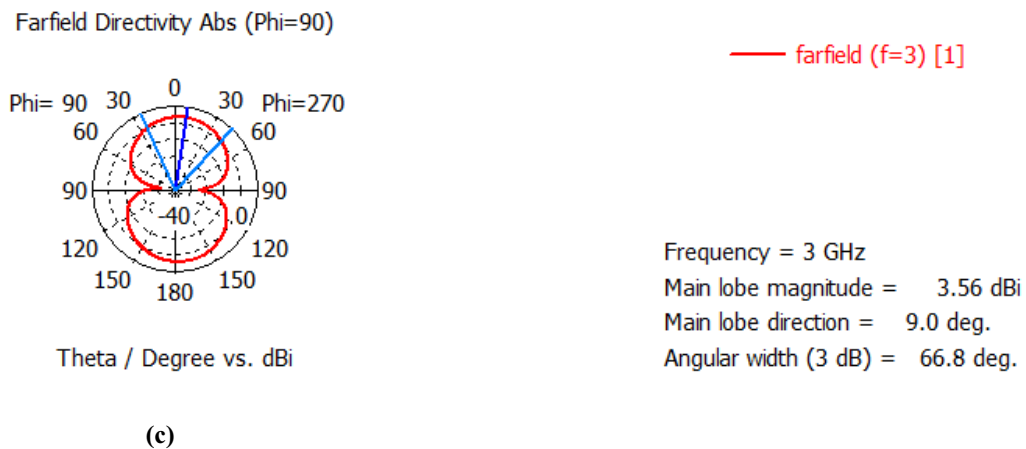 Farfield Directivity Abs (Phi=90)
farfield (f=3) [1]
0
Phi= 90 30 30 Phi=270
60 60
90 -40 0 90
120 120
150 150
180
Theta / Degree vs. dBi
Frequency = 3 GHz
Main lobe magnitude = 3.56 dBi
Main lobe direction = 9.0 deg.
Angular width (3 dB) = 66.8 deg.
(c)